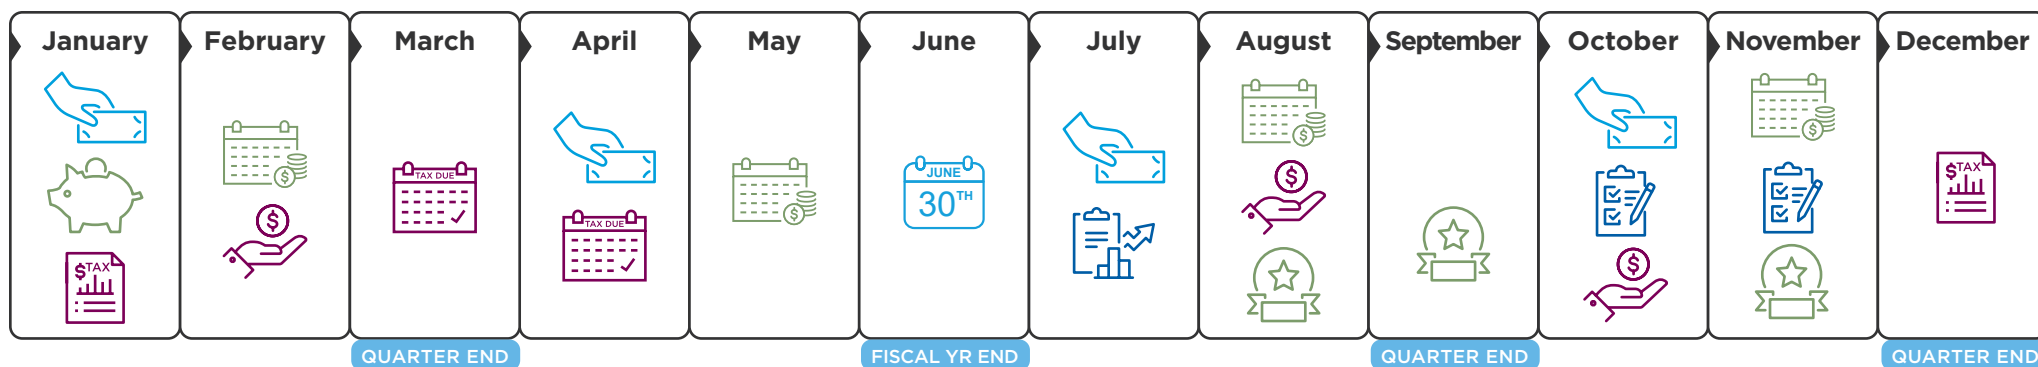 January
February
March
April
May
June
July
August
September
October
November
December
$TAX
$
$
TAX DUE
TAX DUE
$
JUNE
30TH
$
$
$
$
$TAX
QUARTER END
FISCAL YR END
QUARTER END
QUARTER END